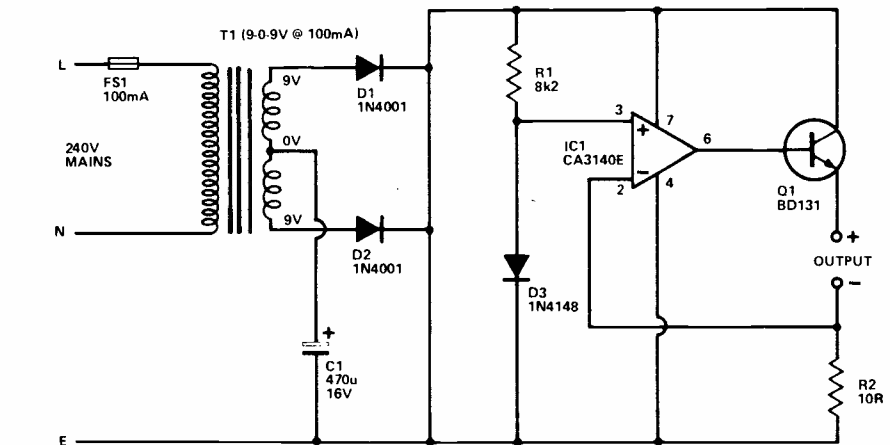 T1 (9-0-9V @ 100mA)
L
FS1
100mA
240V
MAINS
N
E
9V
0V
9V
D1
1N4001
D2
1N4001
+
C1
470u
16V
R1
8k2
D3
1N4148
3
+
7
IC1
CA3140E
6
−
2
4
Q1
BD131
+
OUTPUT
−
R2
10R